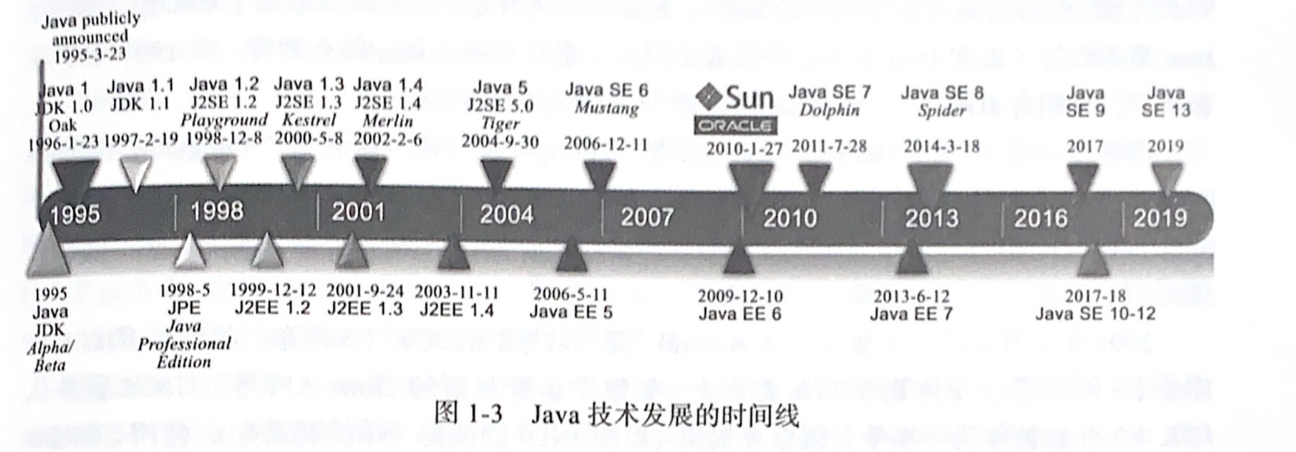 Java publicly
announced
1995-3-23
Java 1
JDK 1.0
Oak
1996-1-23
Java 1.1
JDK 1.1
1997-2-19
Java 1.2
J2SE 1.2
Playground
1998-12-8
Java 1.3
J2SE 1.3
Kestrel
2000-5-8
Java 1.4
J2SE 1.4
Merlin
2002-2-6
Java 5
J2SE 5.0
Tiger
2004-9-30
Java SE 6
Mustang
2006-12-11
Sun
ORACLE
2010-1-27
Java SE 7
Dolphin
2011-7-28
Java SE 8
Spider
2014-3-18
Java
SE 9
2017
Java
SE 13
2019
1995 1998 2001 2004 2007 2010 2013 2016 2019
1995
Java
JDK
Alpha/
Beta
1998-5
JPE
Java
Professional
Edition
1999-12-12
J2EE 1.2
2001-9-24
J2EE 1.3
2003-11-11
J2EE 1.4
2006-5-11
Java EE 5
2009-12-10
Java EE 6
2013-6-12
Java EE 7
2017-18
Java SE 10-12
图 1-3 Java 技术发展的时间线